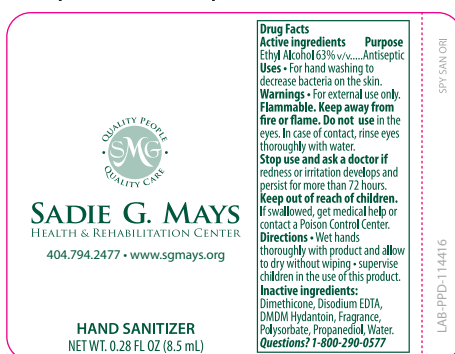 · QUALITY PEOPLE ·
SMG
QUALITY CARE
SADIE G. MAYS
HEALTH & REHABILITATION CENTER
404.794.2477 • www.sgmays.org
HAND SANITIZER
NET WT. 0.28 FL OZ (8.5 mL)
Drug Facts
Active ingredients Purpose
Ethyl Alcohol 63% v/v.....Antiseptic
Uses • For hand washing to
decrease bacteria on the skin.
Warnings • For external use only.
Flammable. Keep away from
fire or flame. Do not use in the
eyes. In case of contact, rinse eyes
thoroughly with water.
Stop use and ask a doctor if
redness or irritation develops and
persist for more than 72 hours.
Keep out of reach of children.
If swallowed, get medical help or
contact a Poison Control Center.
Directions • Wet hands
thoroughly with product and allow
to dry without wiping • supervise
children in the use of this product.
Inactive ingredients:
Dimethicone, Disodium EDTA,
DMDM Hydantoin, Fragrance,
Polysorbate, Propanediol, Water.
Questions? 1-800-290-0577
SPY SAN ORI
LAB-PPD-114416